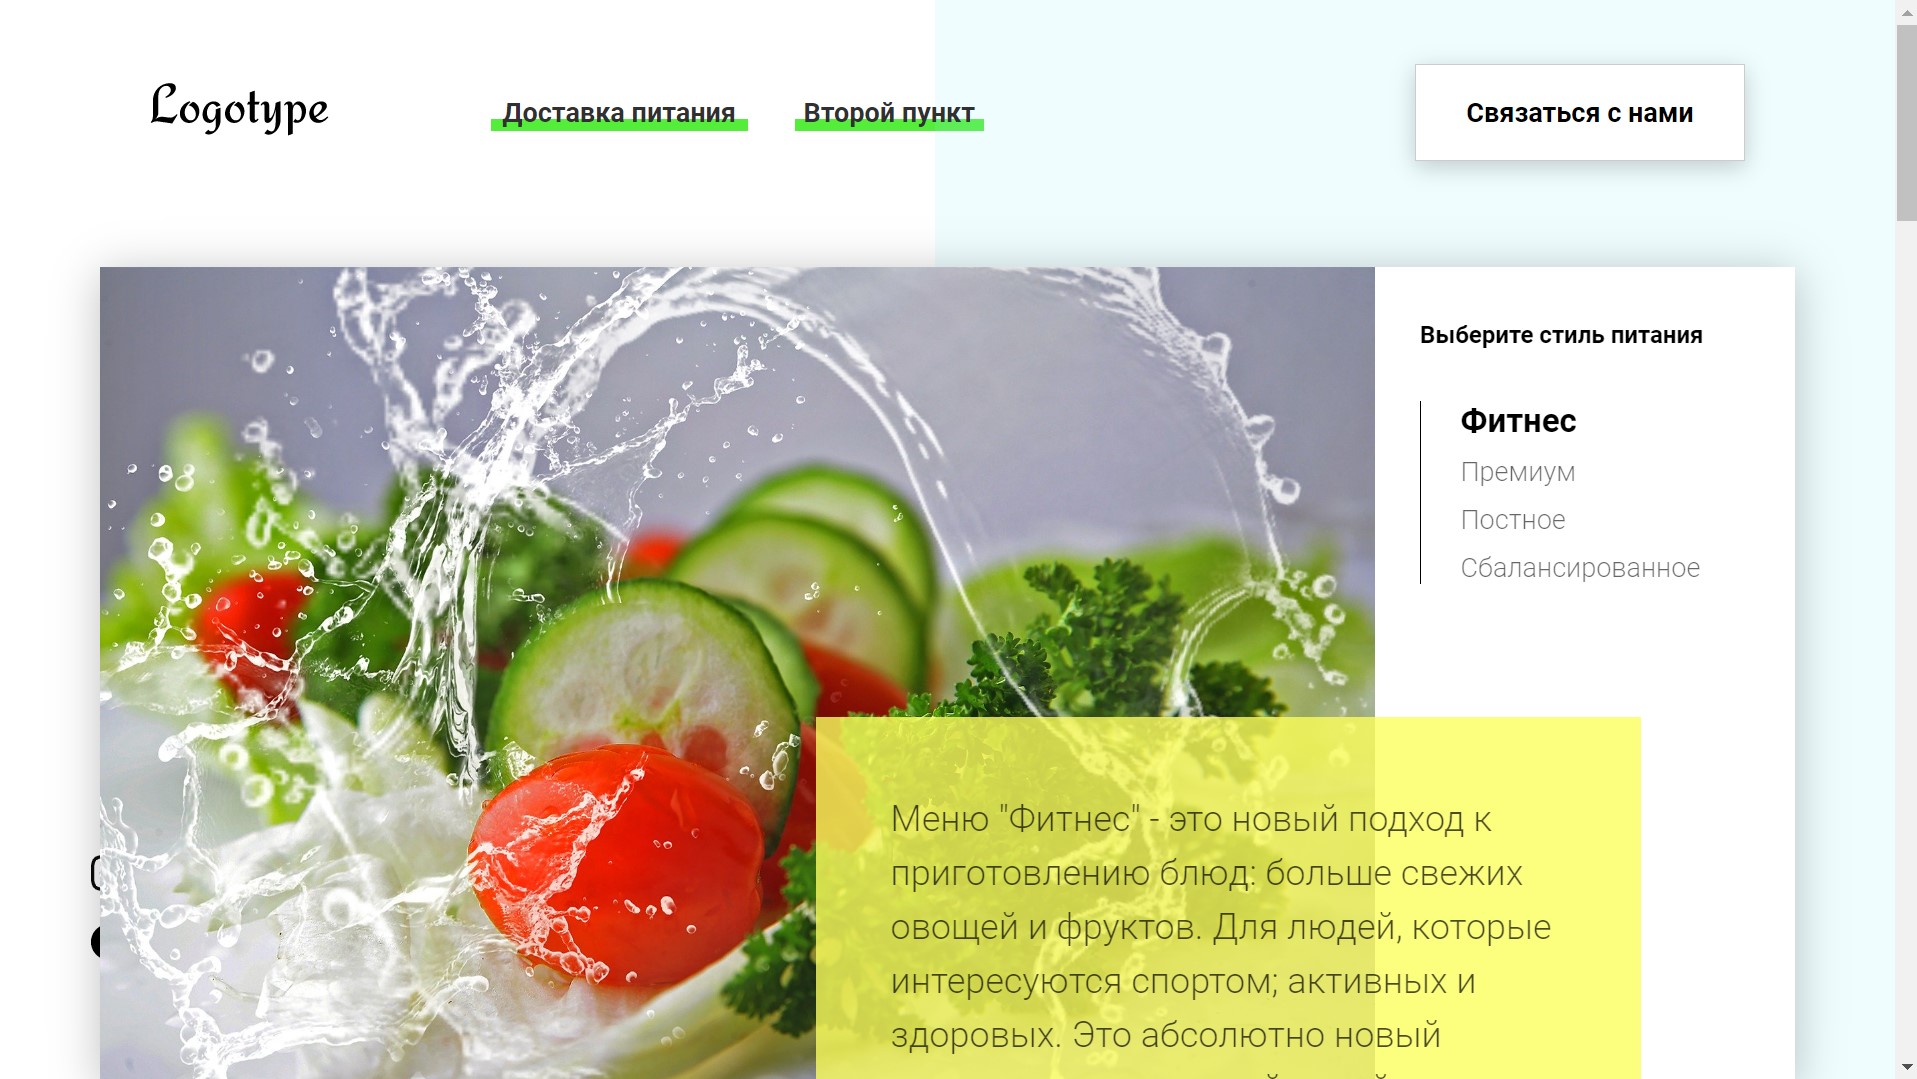 Logotype
Доставка питания
Второй пункт
Связаться с нами
Выберите стиль питания
Фитнес
Премиум
Постное
Сбалансированное
Меню "Фитнес" - это новый подход к
приготовлению блюд: больше свежих
овощей и фруктов. Для людей, которые
интересуются спортом; активных и
здоровых. Это абсолютно новый